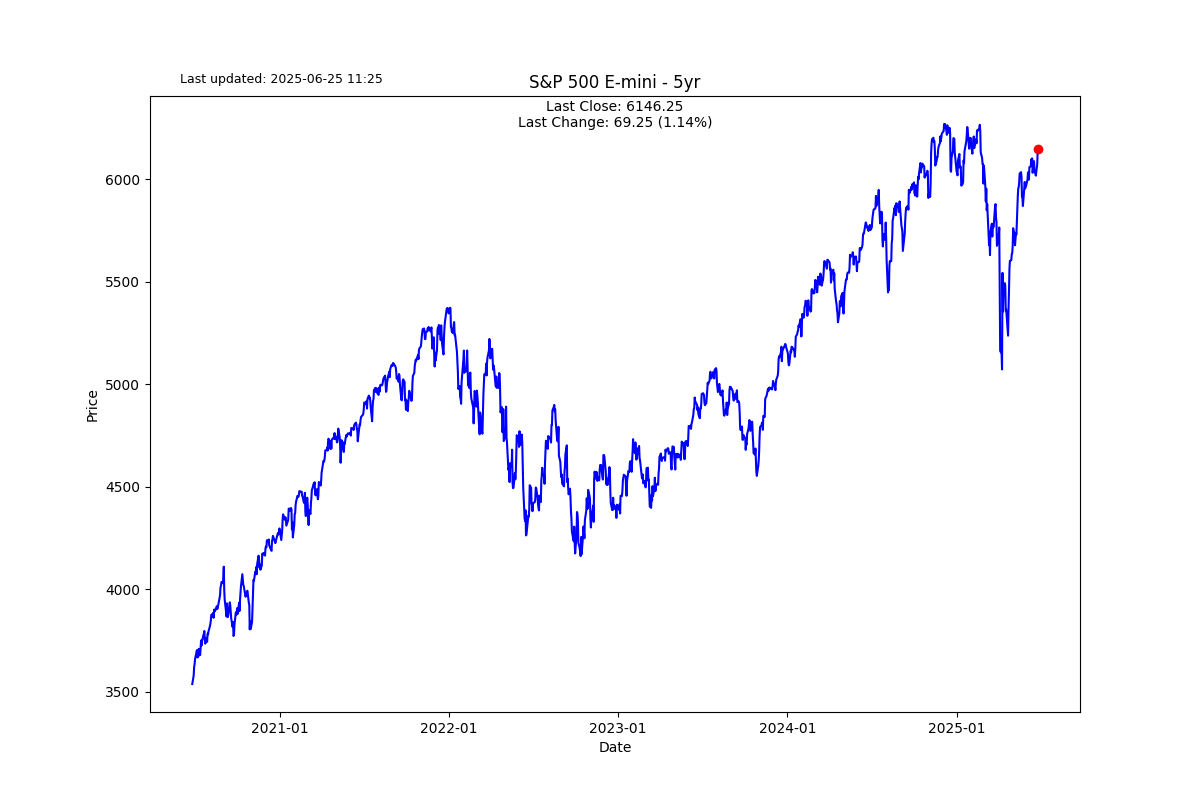 Last updated: 2025-06-25 11:25
S&P 500 E-mini - 5yr
Last Close: 6146.25
Last Change: 69.25 (1.14%)
6000
5500
5000
4500
4000
3500
Price
2021-01
2022-01
2023-01
2024-01
2025-01
Date